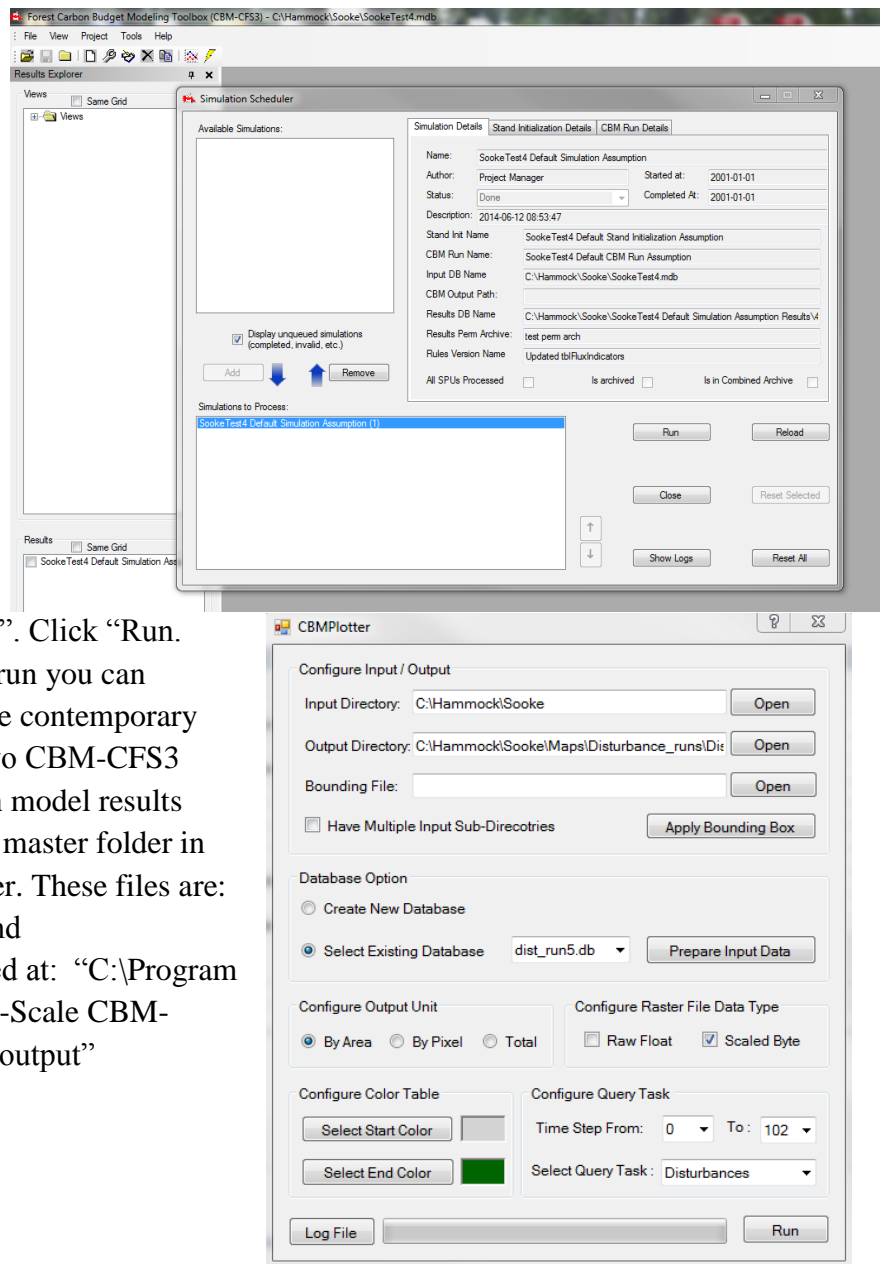 Forest Carbon Budget Modeling Toolbox (CBM-CFS3) - C:\Hammock\Sooke\SookeTest4.mdb
File View Project Tools Help
Results Explorer
Views
Same Grid
Views
Simulation Scheduler
Available Simulations:
Simulation Details Stand Initialization Details CBM Run Details
Name: SookeTest4 Default Simulation Assumption
Author: Project Manager Started at: 2001-01-01
Status: Done Completed At: 2001-01-01
Description: 2014-06-12 08:53:47
Stand Init Name SookeTest4 Default Stand Initialization Assumption
CBM Run Name: SookeTest4 Default CBM Run Assumption
Input DB Name C:\Hammock\Sooke\SookeTest4.mdb
CBM Output Path:
Results DB Name C:\Hammock\Sooke\SookeTest4 Default Simulation Assumption Results\4
Results Perm Archive: test perm arch
Rules Version Name Updated tblFluxIndicators
All SPUs Processed Is archived Is in Combined Archive
Display unqueued simulations
(completed, invalid, etc.)
Add Remove
Simulations to Process:
SookeTest4 Default Simulation Assumption (1)
Run Reload
Close Reset Selected
Show Logs Reset All
Results
Same Grid
SookeTest4 Default Simulation Ass
”. Click “Run.
run you can
e contemporary
o CBM-CFS3
model results
master folder in
er. These files are:
nd
ed at: “C:\Program
-Scale CBM-
output”
CBMPlotter
Configure Input / Output
Input Directory: C:\Hammock\Sooke Open
Output Directory: C:\Hammock\Sooke\Maps\Disturbance_runs\Dis Open
Bounding File: Open
Have Multiple Input Sub-Direcotries Apply Bounding Box
Database Option
Create New Database
Select Existing Database dist_run5.db Prepare Input Data
Configure Output Unit Configure Raster File Data Type
By Area By Pixel Total Raw Float Scaled Byte
Configure Color Table Configure Query Task
Select Start Color Time Step From: 0 To : 102
Select End Color Select Query Task : Disturbances
Log File Run